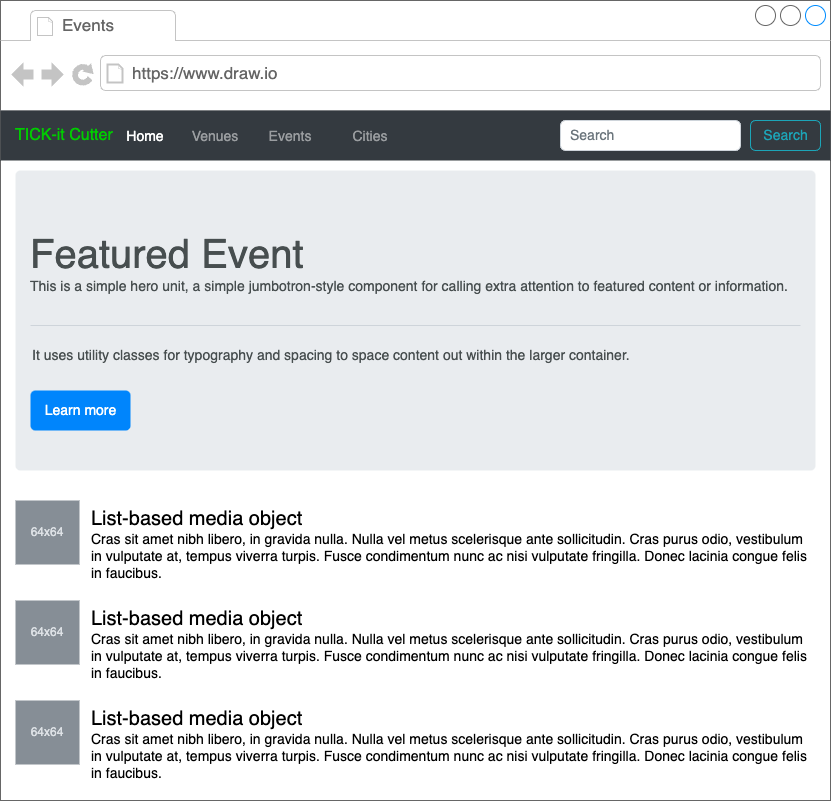 Events
https://www.draw.io
TICK-it Cutter Home Venues Events Cities Search Search
Featured Event
This is a simple hero unit, a simple jumbotron-style component for calling extra attention to featured content or information.
It uses utility classes for typography and spacing to space content out within the larger container.
Learn more
64x64
List-based media object
Cras sit amet nibh libero, in gravida nulla. Nulla vel metus scelerisque ante sollicitudin. Cras purus odio, vestibulum
in vulputate at, tempus viverra turpis. Fusce condimentum nunc ac nisi vulputate fringilla. Donec lacinia congue felis
in faucibus.
64x64
List-based media object
Cras sit amet nibh libero, in gravida nulla. Nulla vel metus scelerisque ante sollicitudin. Cras purus odio, vestibulum
in vulputate at, tempus viverra turpis. Fusce condimentum nunc ac nisi vulputate fringilla. Donec lacinia congue felis
in faucibus.
64x64
List-based media object
Cras sit amet nibh libero, in gravida nulla. Nulla vel metus scelerisque ante sollicitudin. Cras purus odio, vestibulum
in vulputate at, tempus viverra turpis. Fusce condimentum nunc ac nisi vulputate fringilla. Donec lacinia congue felis
in faucibus.